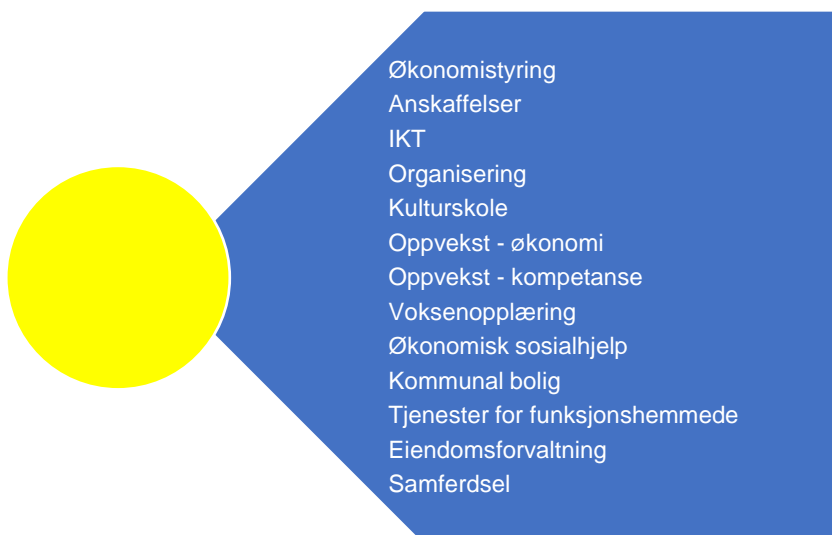 Økonomistyring
Anskaffelser
IKT
Organisering
Kulturskole
Oppvekst - økonomi
Oppvekst - kompetanse
Voksenopplæring
Økonomisk sosialhjelp
Kommunal bolig
Tjenester for funksjonshemmede
Eiendomsforvaltning
Samferdsel